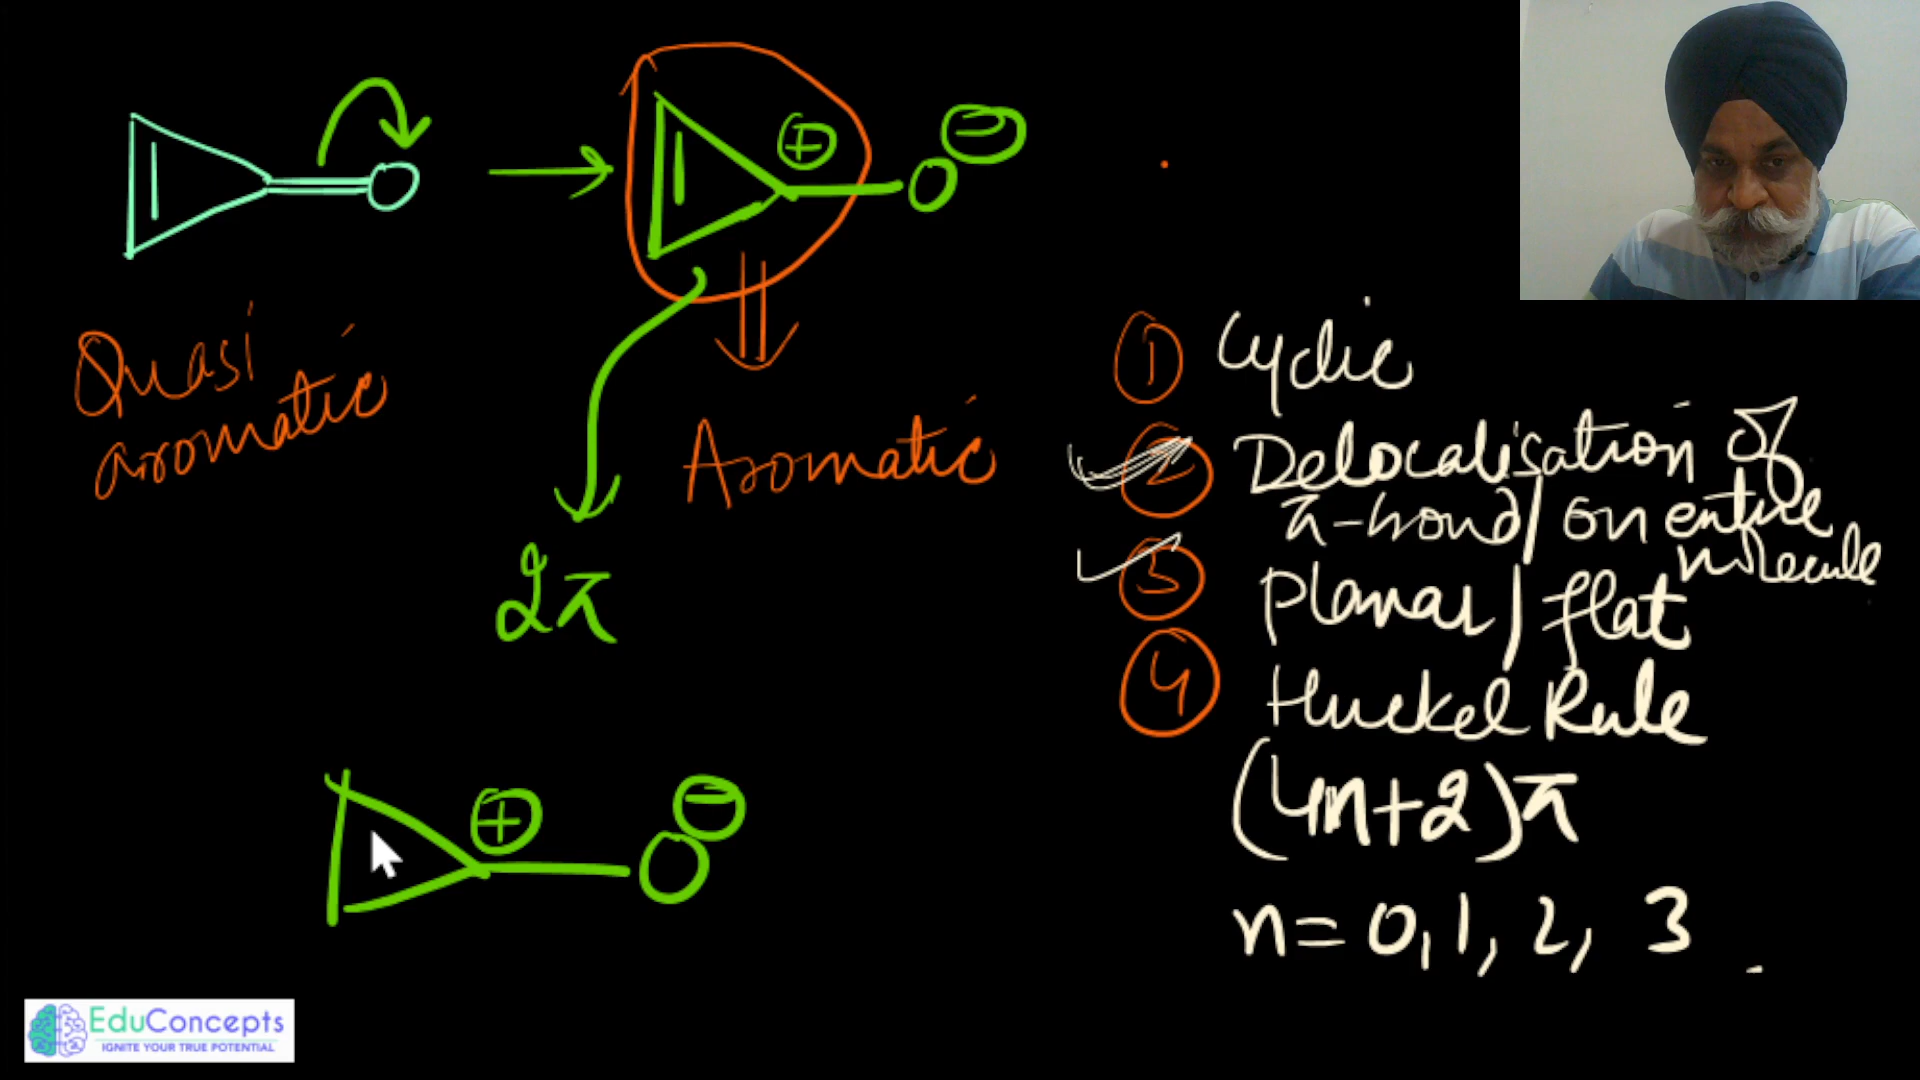 O
⊕
O⊖
Quasi
aromatic
Aromatic
2π
① Cyclic
② Delocalisation of
π-bond/on entire
molecule
③ Planar/flat
④ Huckel Rule
(4n+2)π
n=0,1, 2, 3
⊕
O⊖
EduConcepts
IGNITE YOUR TRUE POTENTIAL